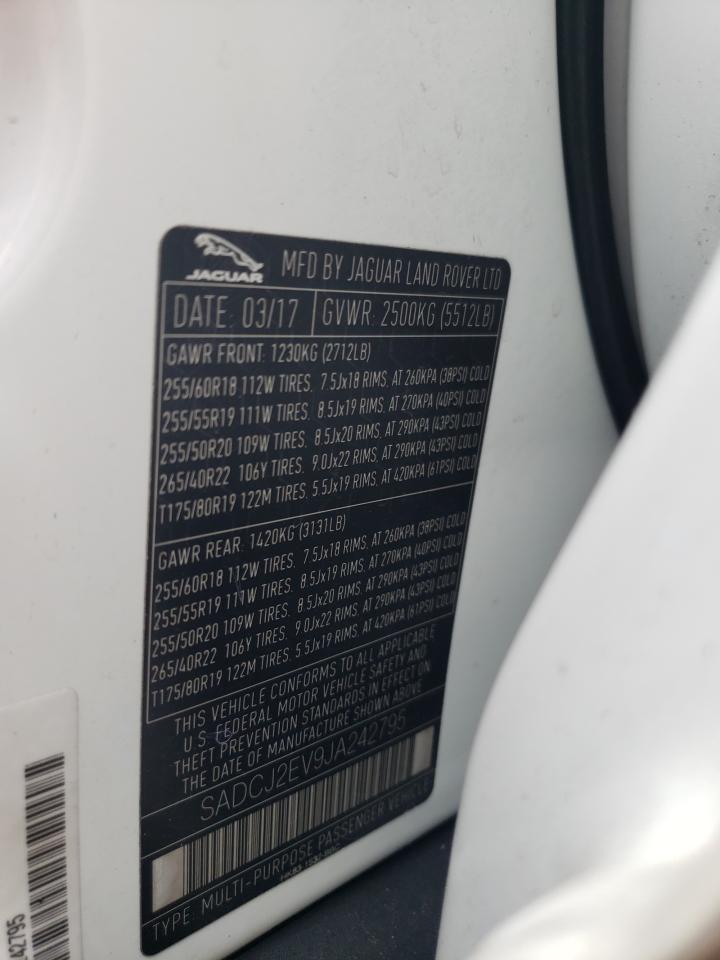 JAGUAR
MFD BY JAGUAR LAND ROVER LTD
DATE: 03/17 GVWR: 2500KG (5512LB)
GAWR FRONT: 1230KG (2712LB)
255/60R18 112W TIRES, 7.5Jx18 RIMS, AT 260KPA (38PSI) COLD
255/55R19 111W TIRES, 8.5Jx19 RIMS, AT 270KPA (40PSI) COLD
255/50R20 109W TIRES, 8.5Jx20 RIMS, AT 290KPA (43PSI) COLD
265/40R22 106Y TIRES, 9.0Jx22 RIMS, AT 290KPA (43PSI) COLD
T175/80R19 122M TIRES, 5.5Jx19 RIMS, AT 420KPA (61PSI) COLD
GAWR REAR: 1420KG (3131LB)
255/60R18 112W TIRES, 7.5Jx18 RIMS, AT 260KPA (38PSI) COLD
255/55R19 111W TIRES, 8.5Jx19 RIMS, AT 270KPA (40PSI) COLD
255/50R20 109W TIRES, 8.5Jx20 RIMS, AT 290KPA (43PSI) COLD
265/40R22 106Y TIRES, 9.0Jx22 RIMS, AT 290KPA (43PSI) COLD
T175/80R19 122M TIRES, 5.5Jx19 RIMS, AT 420KPA (61PSI) COLD
THIS VEHICLE CONFORMS TO ALL APPLICABLE
U.S. FEDERAL MOTOR VEHICLE SAFETY AND
THEFT PREVENTION STANDARDS IN EFFECT ON
THE DATE OF MANUFACTURE SHOWN ABOVE
SADCJ2EV9JA242795
TYPE: MULTI-PURPOSE PASSENGER VEHICLE
42795